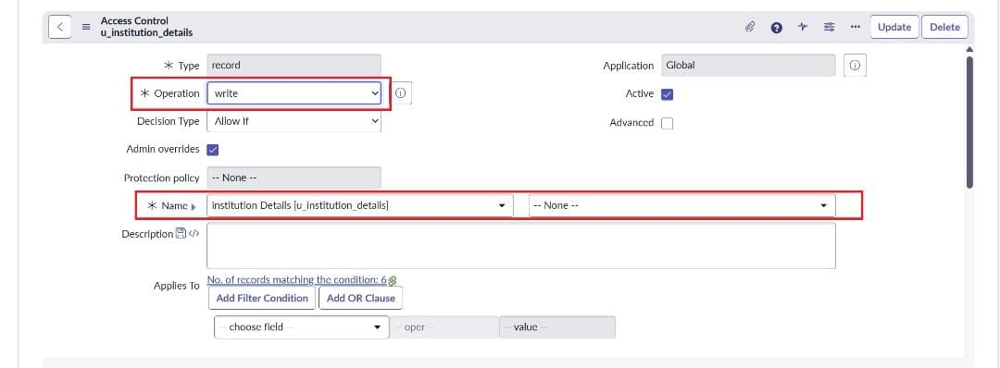 Access Control
u_institution_details
Update
Delete
Type
record
Application
Global
Operation
write
Active
Decision Type
Allow If
Advanced
Admin overrides
Protection policy
-- None --
Name
institution Details [u_institution_details]
-- None --
Description
Applies To
No. of records matching the condition: 6
Add Filter Condition
Add OR Clause
-- choose field --
-- oper --
-- value --